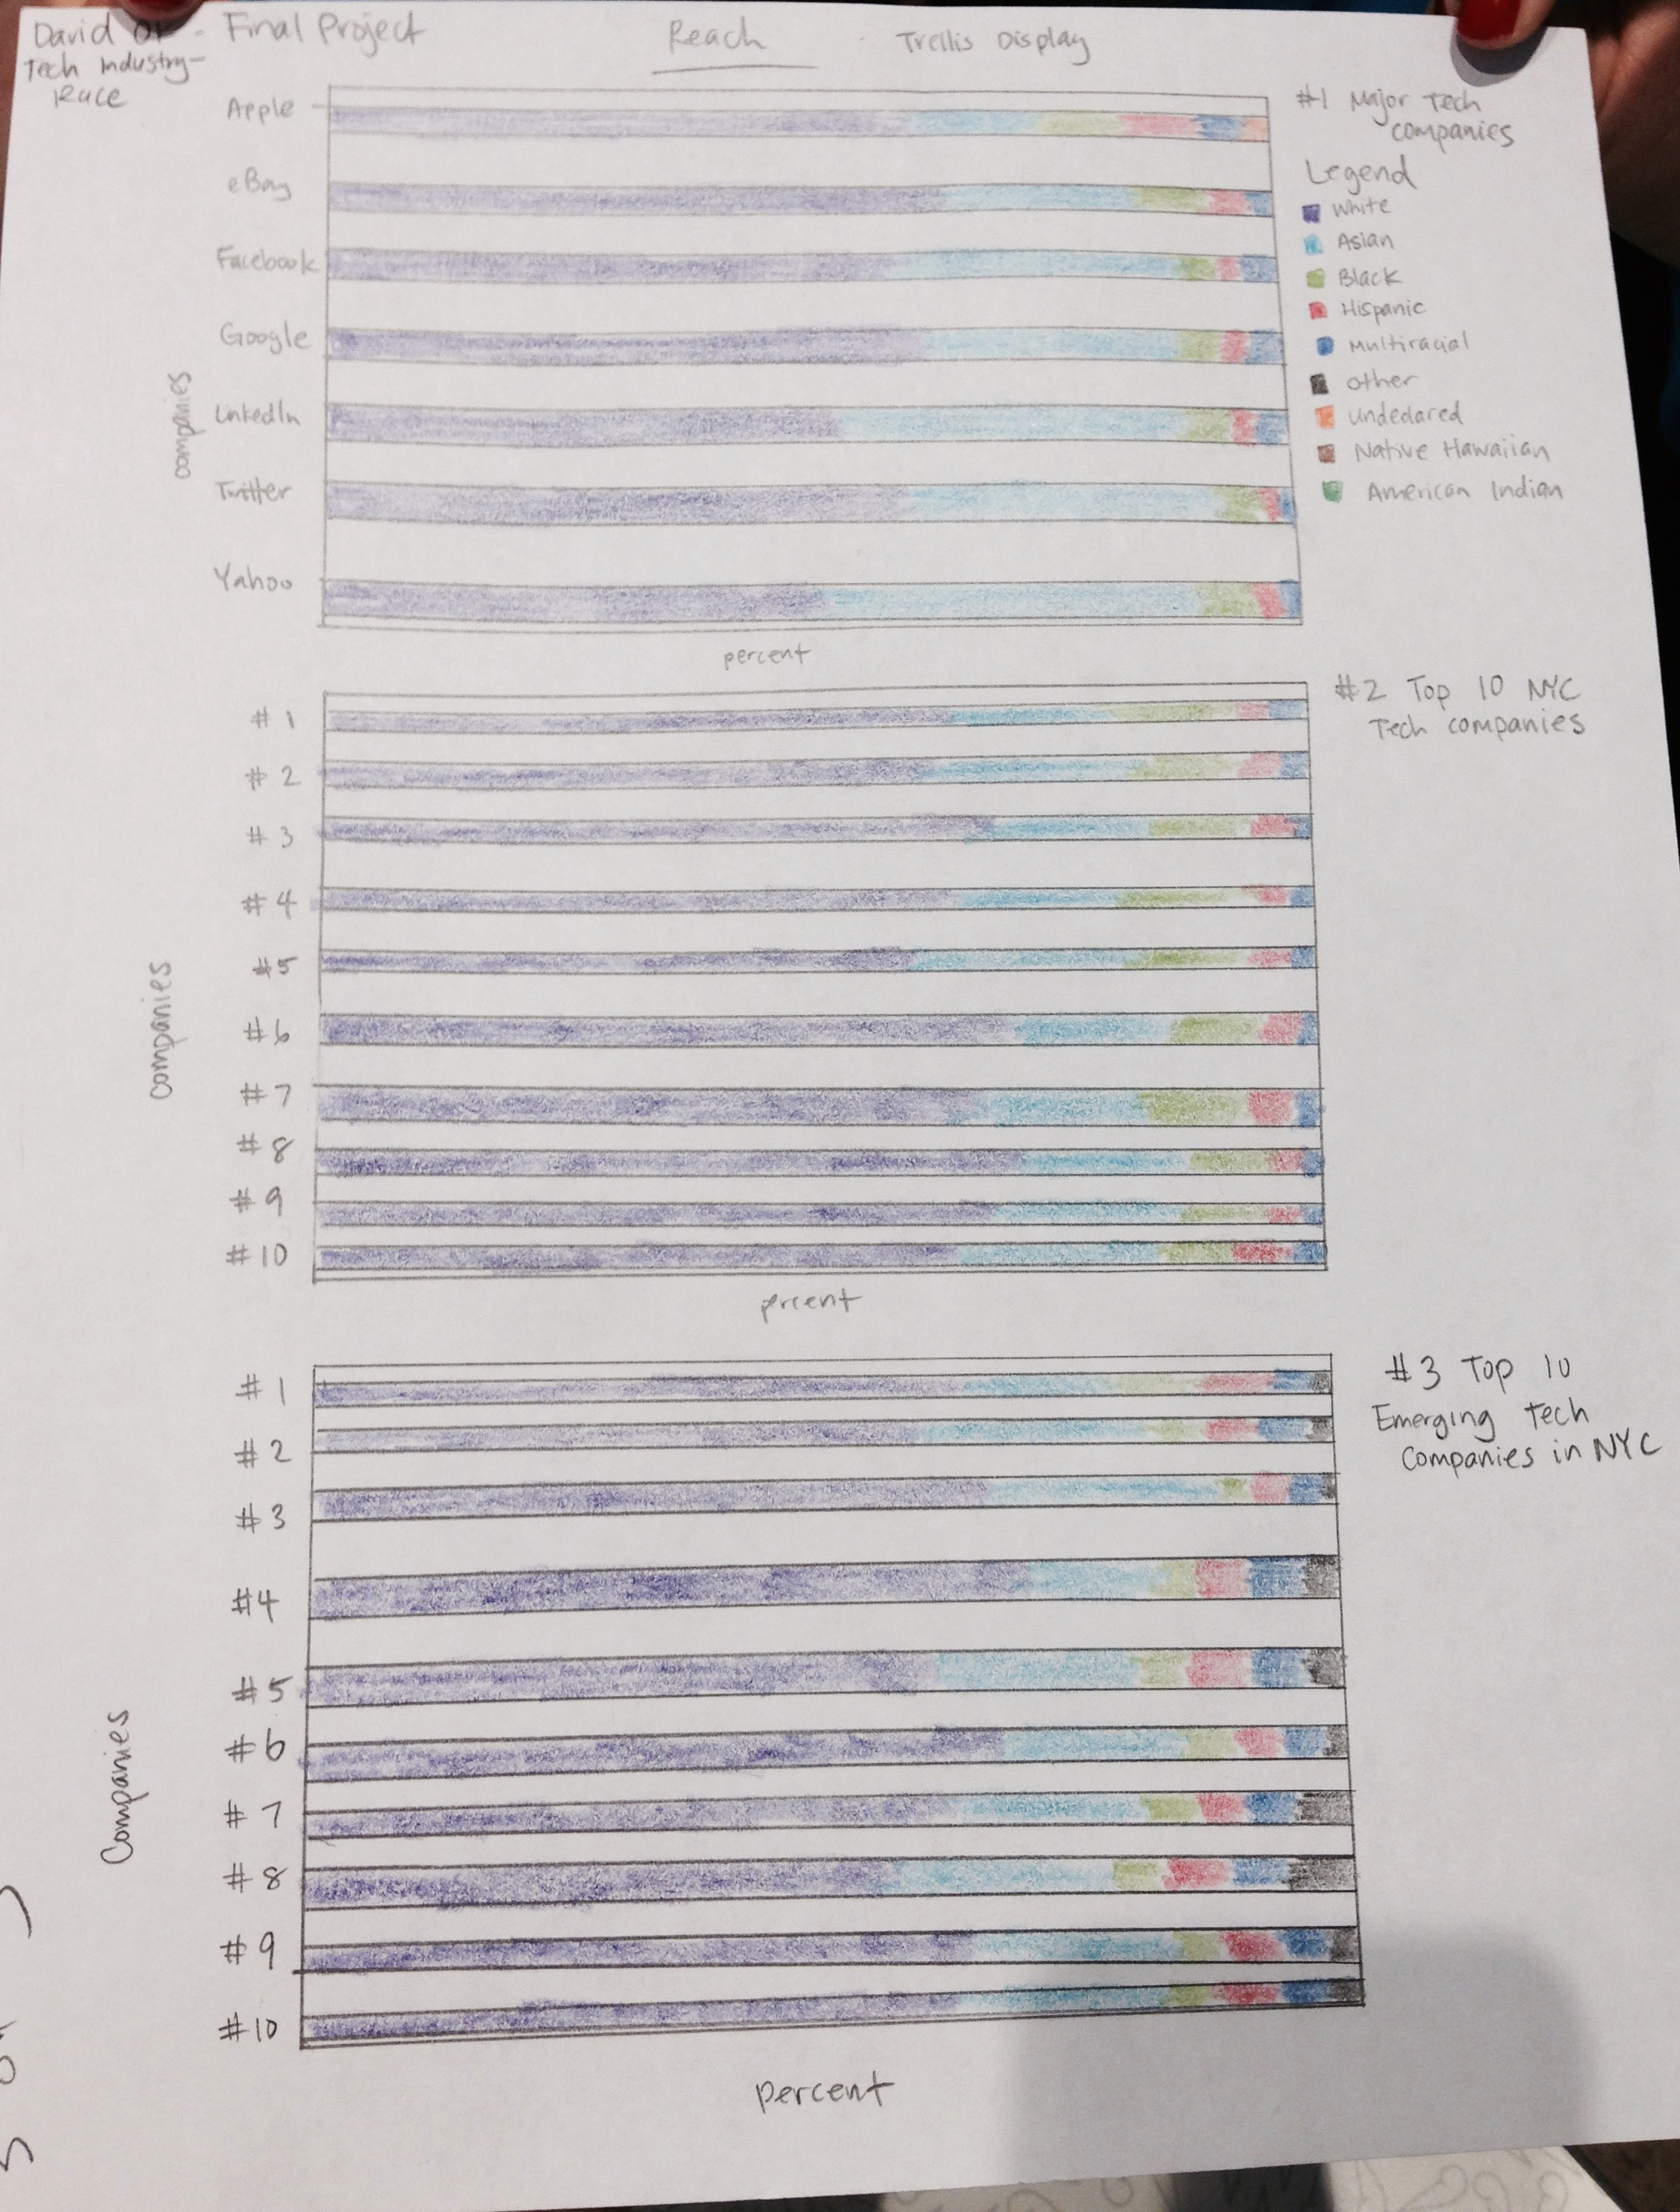 David
Tech Industry-
Race
Final Project
Reach
Trellis Display
#1 Major Tech
companies
Legend
White
Asian
Black
Hispanic
Multiracial
other
undeclared
Native Hawaiian
American Indian
companies
Apple
eBay
Facebook
Google
LinkedIn
Twitter
Yahoo
percent
#2 Top 10 NYC
Tech companies
companies
#1
#2
#3
#4
#5
#6
#7
#8
#9
#10
percent
#3 Top 10
Emerging Tech
Companies in NYC
Companies
#1
#2
#3
#4
#5
#6
#7
#8
#9
#10
percent